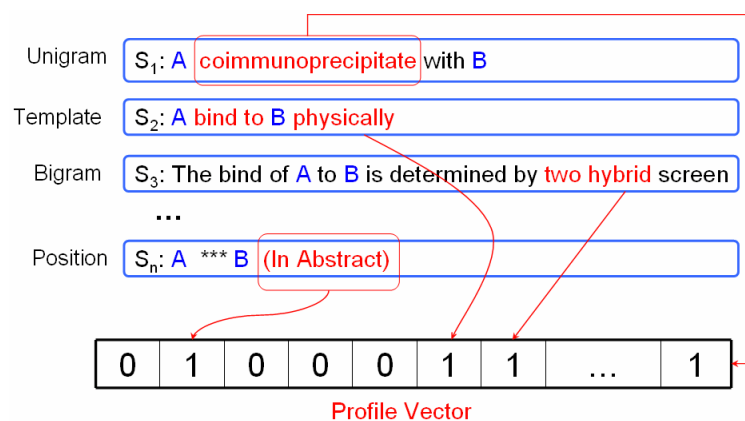 Unigram S₁: A coimmunoprecipitate with B
Template S₂: A bind to B physically
Bigram S₃: The bind of A to B is determined by two hybrid screen
...
Position Sₙ: A *** B (In Abstract)
0 1 0 0 0 1 1 ... 1
Profile Vector